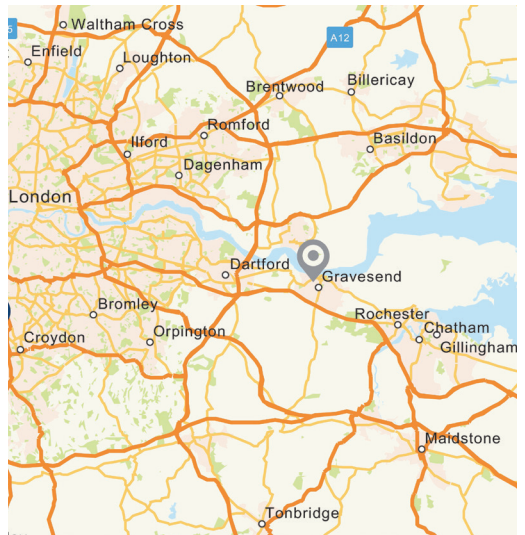 Waltham Cross
5
A12
Enfield
Loughton
Brentwood
Billericay
Romford
Ilford
Basildon
Dagenham
London
Dartford
Gravesend
Bromley
Rochester
Orpington
Chatham
Croydon
Gillingham
Maidstone
Tonbridge